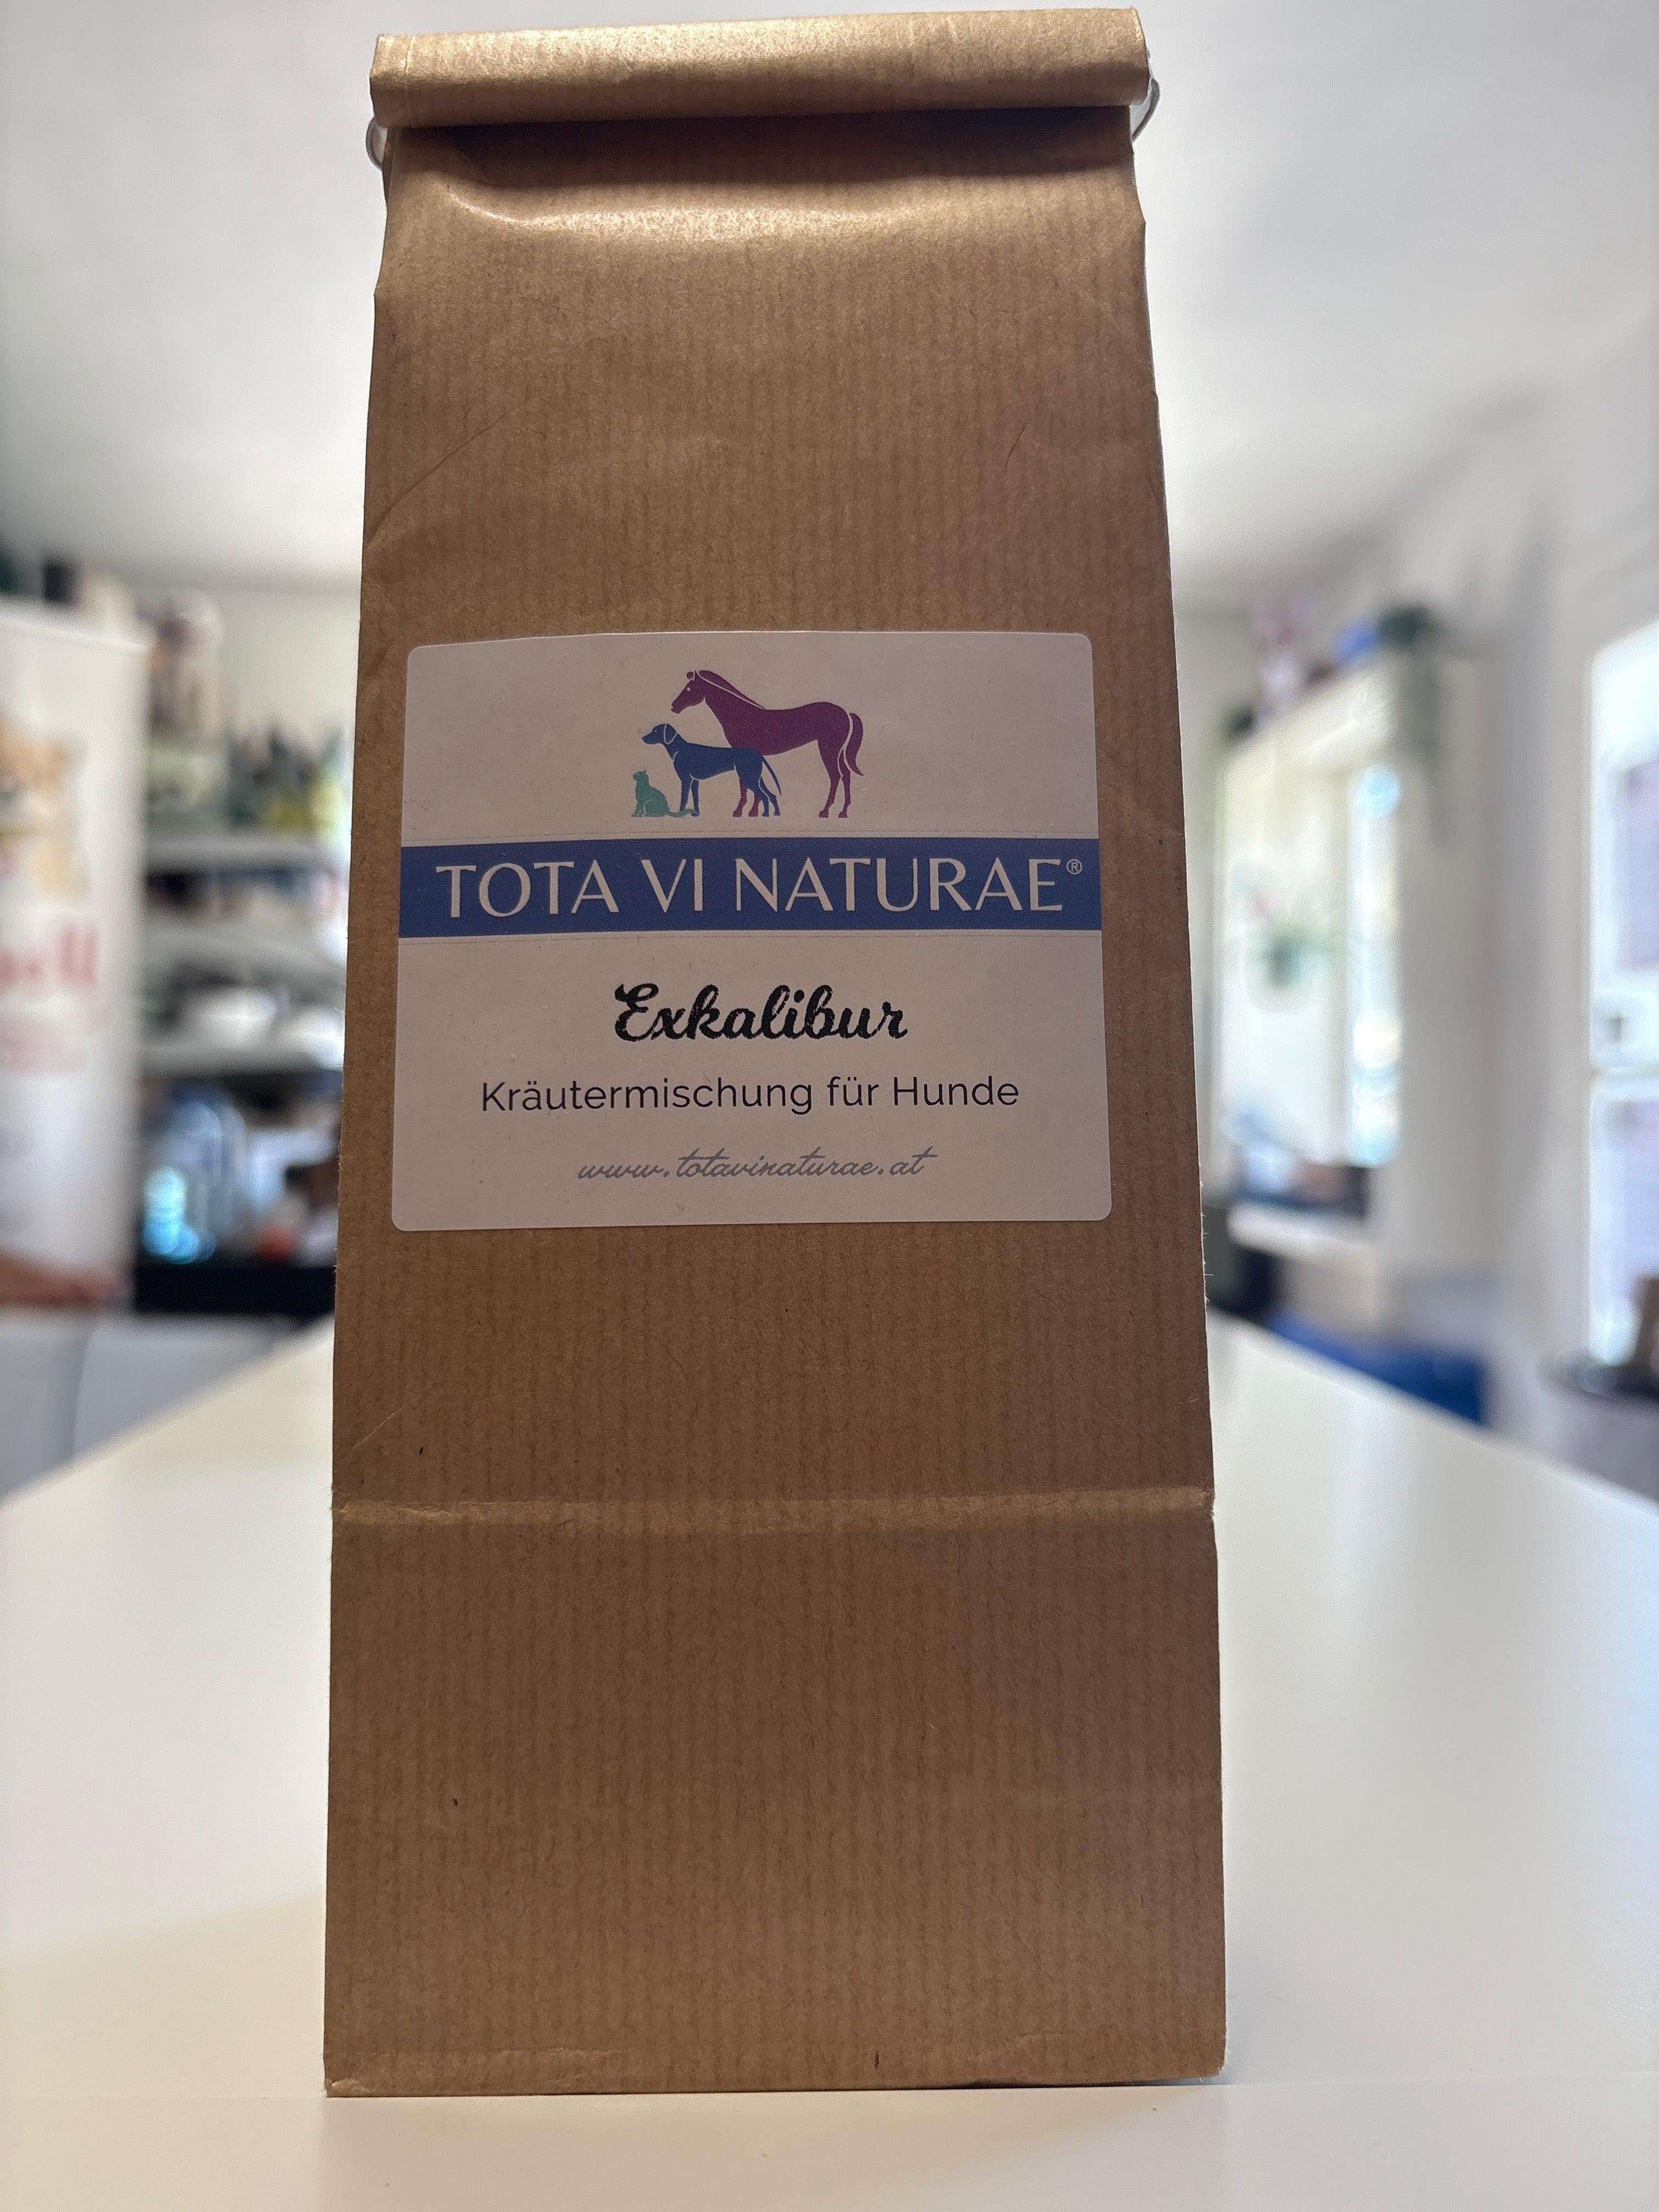 TOTA VI NATURAE®
Exkalibur
Kräutermischung für Hunde
www.totavinaturae.at